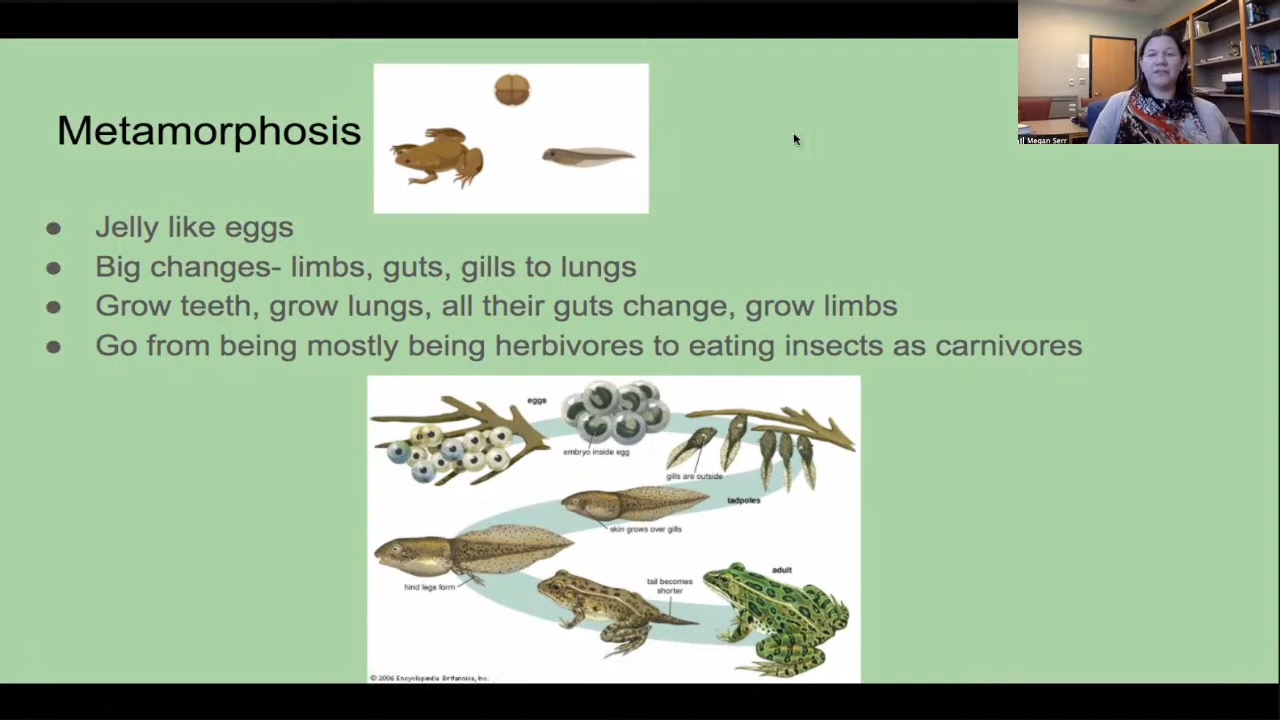 Metamorphosis
Megan Serr
● Jelly like eggs
● Big changes- limbs, guts, gills to lungs
● Grow teeth, grow lungs, all their guts change, grow limbs
● Go from being mostly being herbivores to eating insects as carnivores
eggs
embryo inside egg
gills are outside
tadpoles
skin grows over gills
hind legs form
tail becomes
shorter
adult
© 2006 Encyclopædia Britannica, Inc.